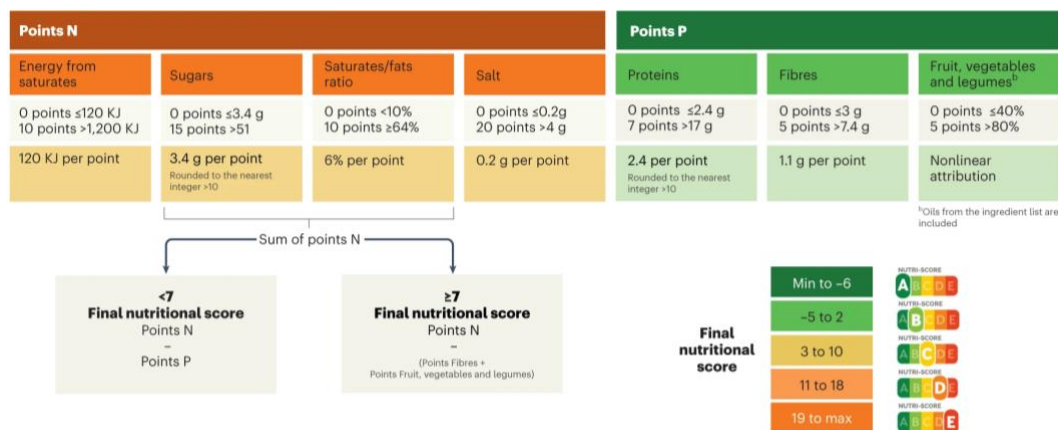 Points N
Energy from
saturates
Sugars
Saturates/fats
ratio
Salt
0 points ≤120 KJ
10 points >1,200 KJ
0 points ≤3.4 g
15 points >51
0 points <10%
10 points ≥64%
0 points ≤0.2g
20 points >4 g
120 KJ per point
3.4 g per point
Rounded to the nearest
integer >10
6% per point
0.2 g per point
Points P
Proteins
Fibres
Fruit, vegetables
and legumesᵇ
0 points ≤2.4 g
7 points >17 g
0 points ≤3 g
5 points >7.4 g
0 points ≤40%
5 points >80%
2.4 per point
Rounded to the nearest
integer >10
1.1 g per point
Nonlinear
attribution
ᵇOils from the ingredient list are
included
Sum of points N
<7
Final nutritional score
Points N
–
Points P
≥7
Final nutritional score
Points N
–
(Points Fibres +
Points Fruit, vegetables and legumes)
Final
nutritional
score
Min to –6
–5 to 2
3 to 10
11 to 18
19 to max
NUTRI-SCORE
A B C D E
NUTRI-SCORE
A B C D E
NUTRI-SCORE
A B C D E
NUTRI-SCORE
A B C D E
NUTRI-SCORE
A B C D E